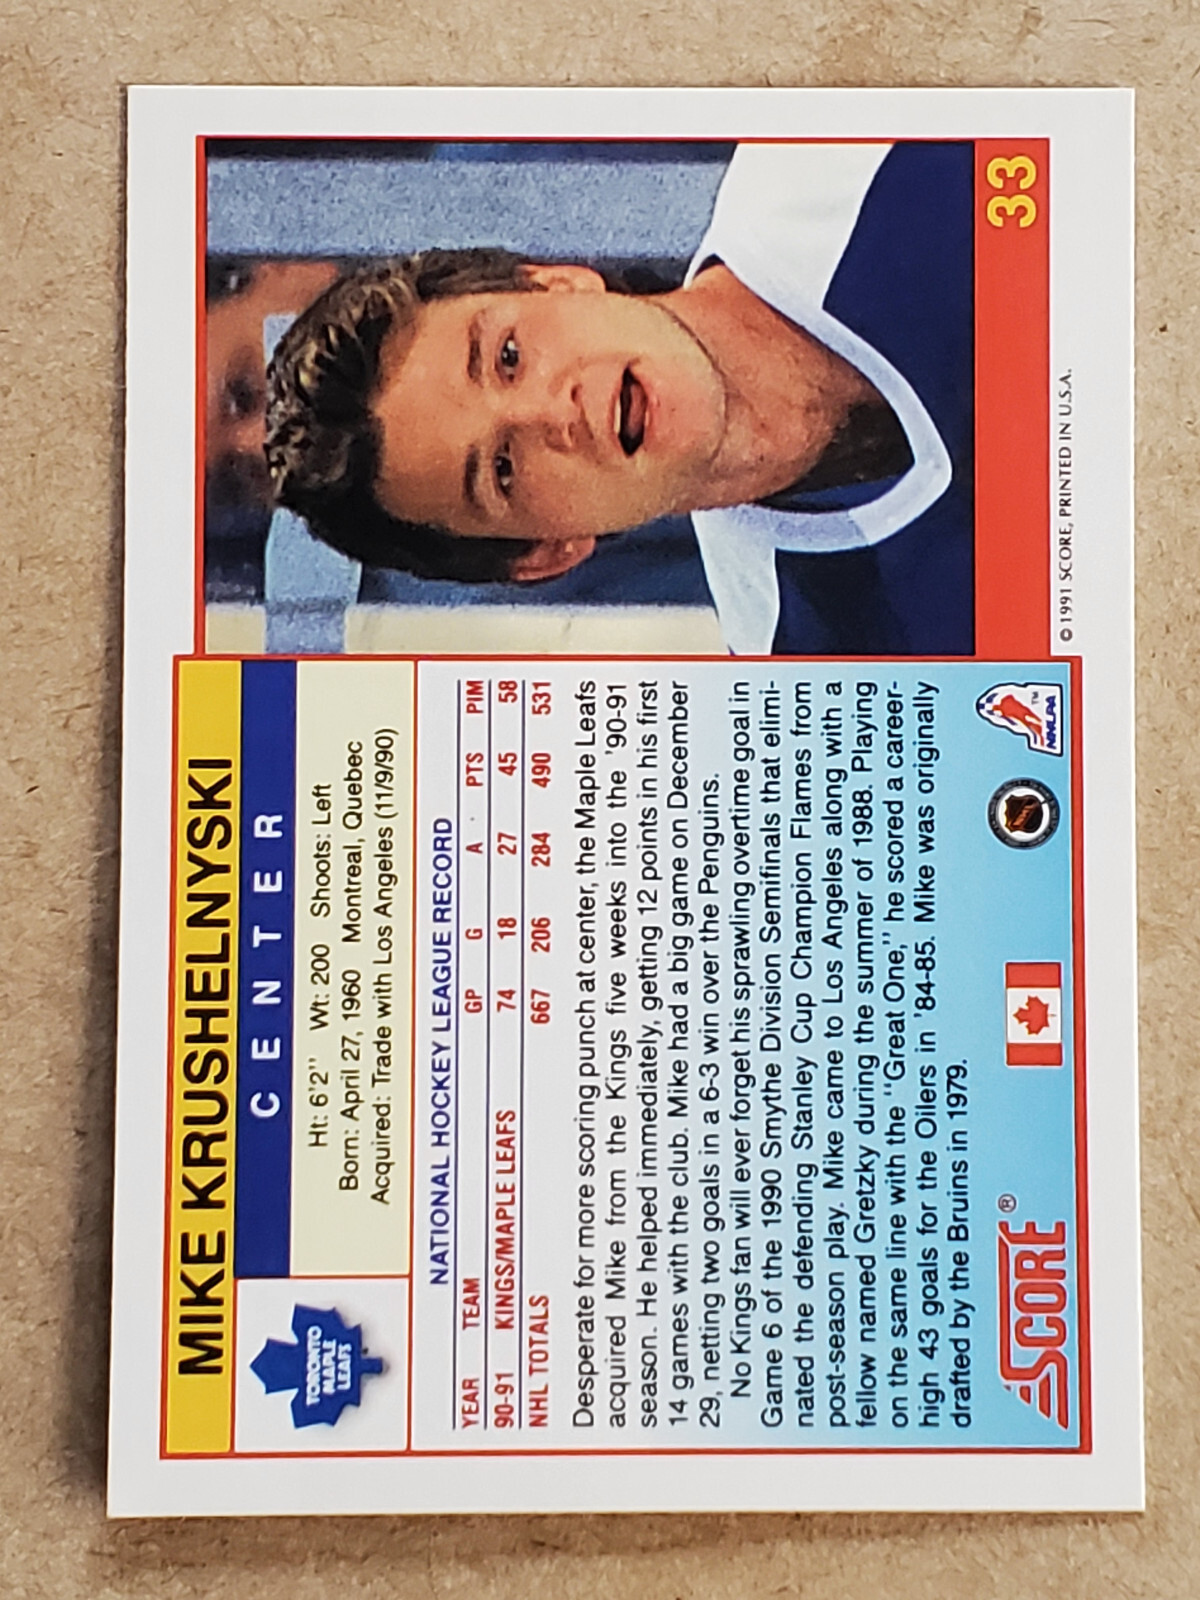 MIKE KRUSHELNYSKI
CENTER
TORONTO
MAPLE
LEAFS
Ht: 6'2" Wt: 200 Shoots: Left
Born: April 27, 1960 Montreal, Quebec
Acquired: Trade with Los Angeles (11/9/90)
NATIONAL HOCKEY LEAGUE RECORD
YEAR TEAM GP G A PTS PIM
90-91 KINGS/MAPLE LEAFS 74 18 27 45 58
NHL TOTALS 667 206 284 490 531
Desperate for more scoring punch at center, the Maple Leafs
acquired Mike from the Kings five weeks into the '90-91
season. He helped immediately, getting 12 points in his first
14 games with the club. Mike had a big game on December
29, netting two goals in a 6-3 win over the Penguins.
No Kings fan will ever forget his sprawling overtime goal in
Game 6 of the 1990 Smythe Division Semifinals that elimi-
nated the defending Stanley Cup Champion Flames from
post-season play. Mike came to Los Angeles along with a
fellow named Gretzky during the summer of 1988. Playing
on the same line with the "Great One," he scored a career-
high 43 goals for the Oilers in '84-85. Mike was originally
drafted by the Bruins in 1979.
SCORE®
NHL
NHLPA
TM
33
© 1991 SCORE, PRINTED IN U.S.A.